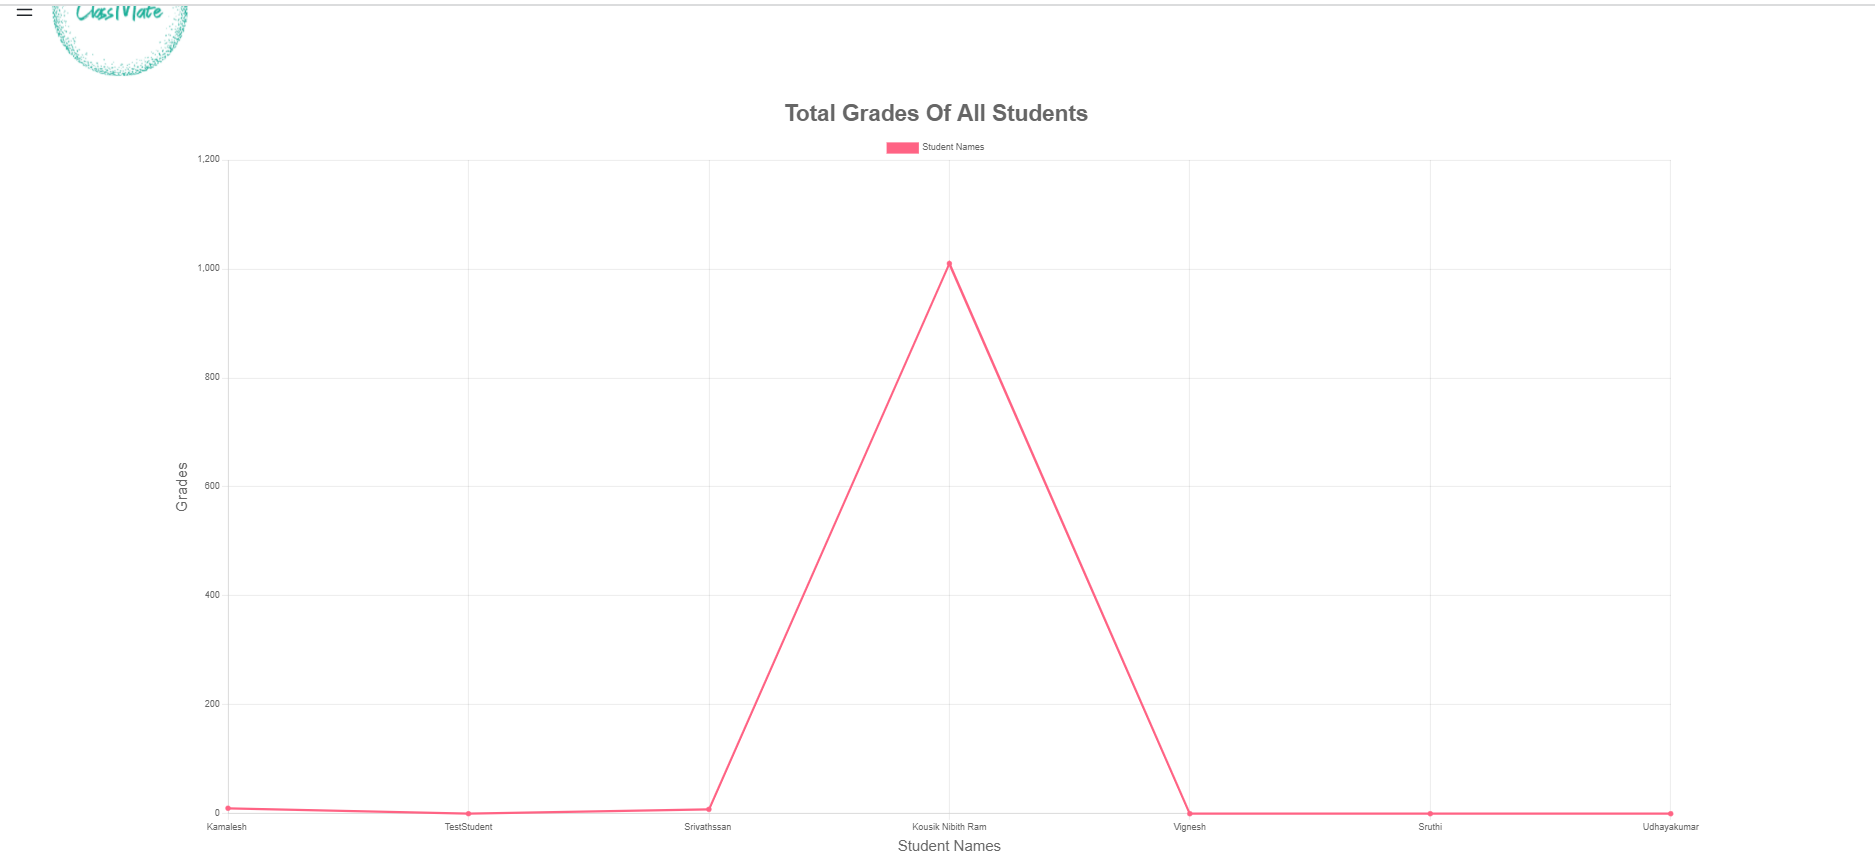 ClassMate
Total Grades Of All Students
Student Names
1,200
1,000
800
600
400
200
0
Grades
Kamalesh TestStudent Srivathssan Kousik Nibith Ram Vignesh Sruthi Udhayakumar
Student Names